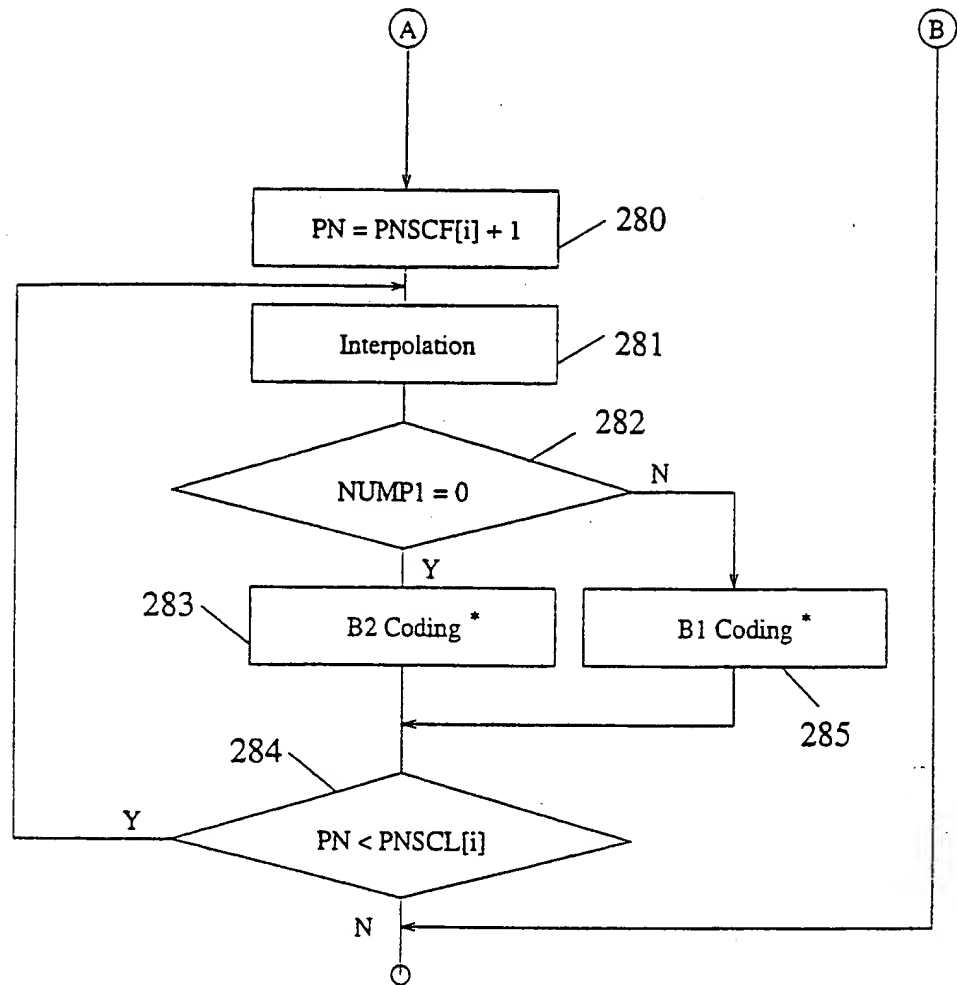 A
B
PN = PNSCF[i] + 1
280
Interpolation
281
282
NUMP1 = 0
N
Y
283
B2 Coding *
B1 Coding *
285
284
Y
PN < PNSCL[i]
N